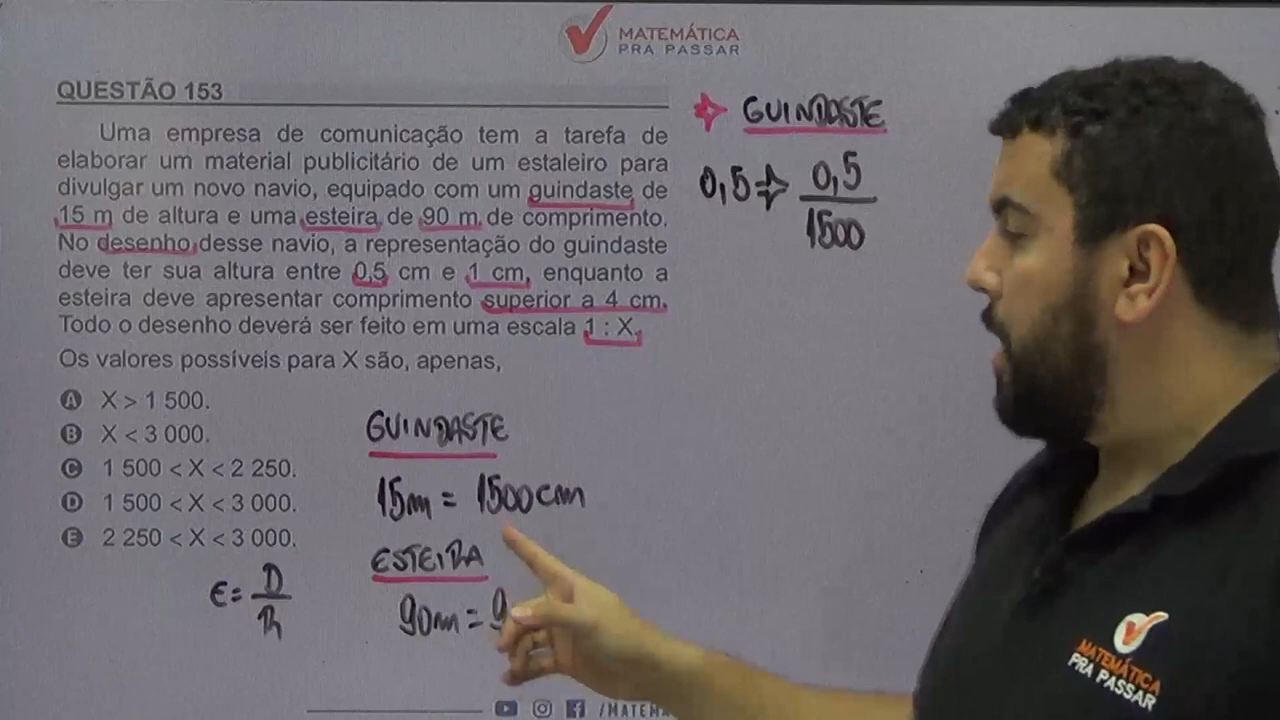 MATEMÁTICA
PRA PASSAR
QUESTÃO 153
Uma empresa de comunicação tem a tarefa de
elaborar um material publicitário de um estaleiro para
divulgar um novo navio, equipado com um guindaste de
15 m de altura e uma esteira de 90 m de comprimento.
No desenho desse navio, a representação do guindaste
deve ter sua altura entre 0,5 cm e 1 cm, enquanto a
esteira deve apresentar comprimento superior a 4 cm.
Todo o desenho deverá ser feito em uma escala 1 : X.
Os valores possíveis para X são, apenas,
A X > 1 500.
B X < 3 000.
C 1 500 < X < 2 250.
D 1 500 < X < 3 000.
E 2 250 < X < 3 000.
GUINDASTE
15m = 1500cm
ESTEIRA
90m = 9
GUINDASTE
0,5 0,5
1500
MATEMÁTICA
PRA PASSAR